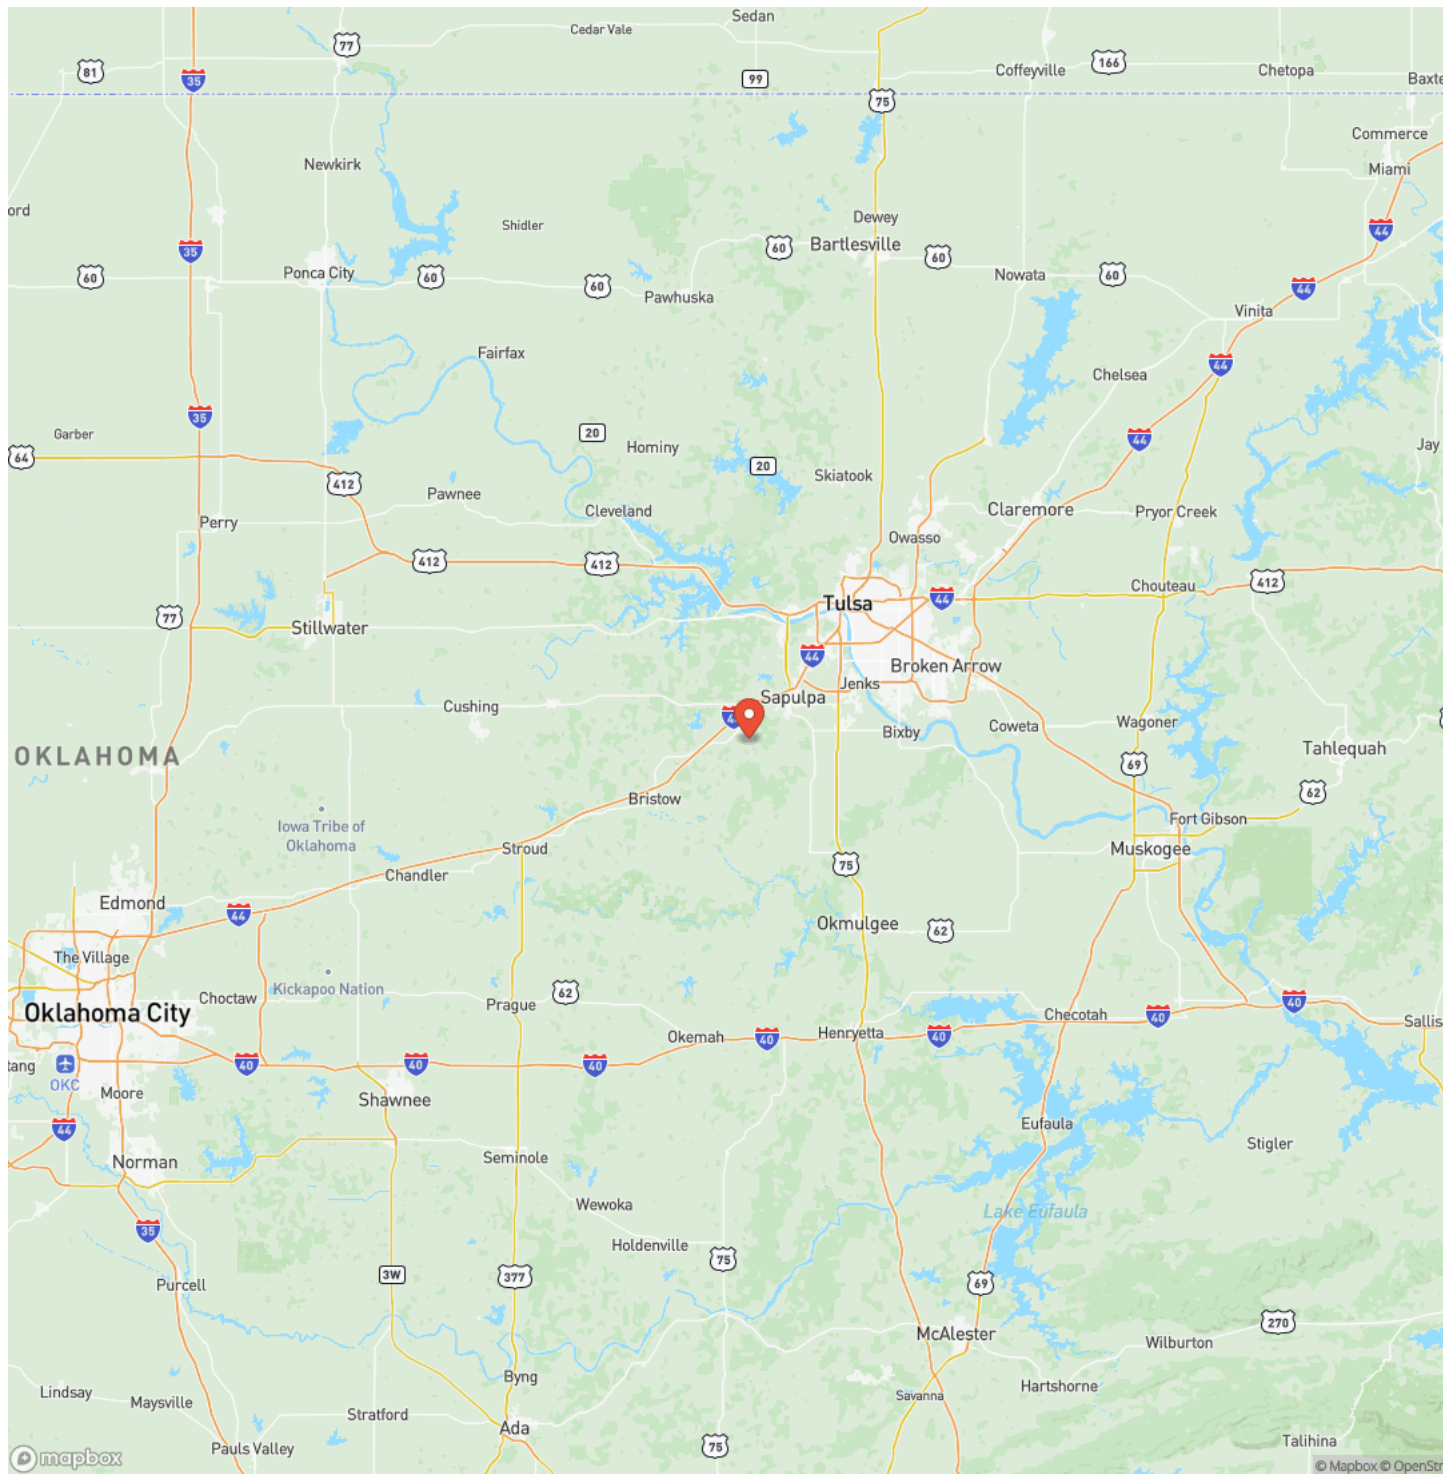 Sedan
Cedar Vale
77
81
35
99
166
Coffeyville
Chetopa
75
Commerce
Newkirk
Miami
ord
Shidler
Dewey
44
35
60
Bartlesville
60
Ponca City
60
60
60
Nowata
60
44
Pawhuska
Vinita
Fairfax
44
Chelsea
35
Garber
20
Hominy
44
Jay
64
20
Skiatook
412
Pawnee
Cleveland
Claremore
Pryor Creek
Perry
Owasso
412
412
Chouteau
412
Tulsa
44
77
Stillwater
44
Broken Arrow
Jenks
Sapulpa
Cushing
Coweta
Wagoner
Bixby
OKLAHOMA
Tahlequah
69
62
Bristow
Iowa Tribe of
Oklahoma
Fort Gibson
Stroud
Muskogee
75
Chandler
Edmond
44
Okmulgee
62
The Village
Kickapoo Nation
62
Choctaw
Prague
Oklahoma City
40
Checotah
40
Okemah
40
Henryetta
40
Sallis
tang
40
40
40
OKC
Moore
Shawnee
44
Eufaula
Stigler
Norman
Seminole
Wewoka
Lake Eufaula
35
Holdenville
75
3W
377
69
Purcell
270
McAlester
Wilburton
Byng
Hartshorne
Lindsay
Maysville
Savanna
Stratford
Ada
Pauls Valley
75
Talihina
mapbox
© Mapbox © OpenStr